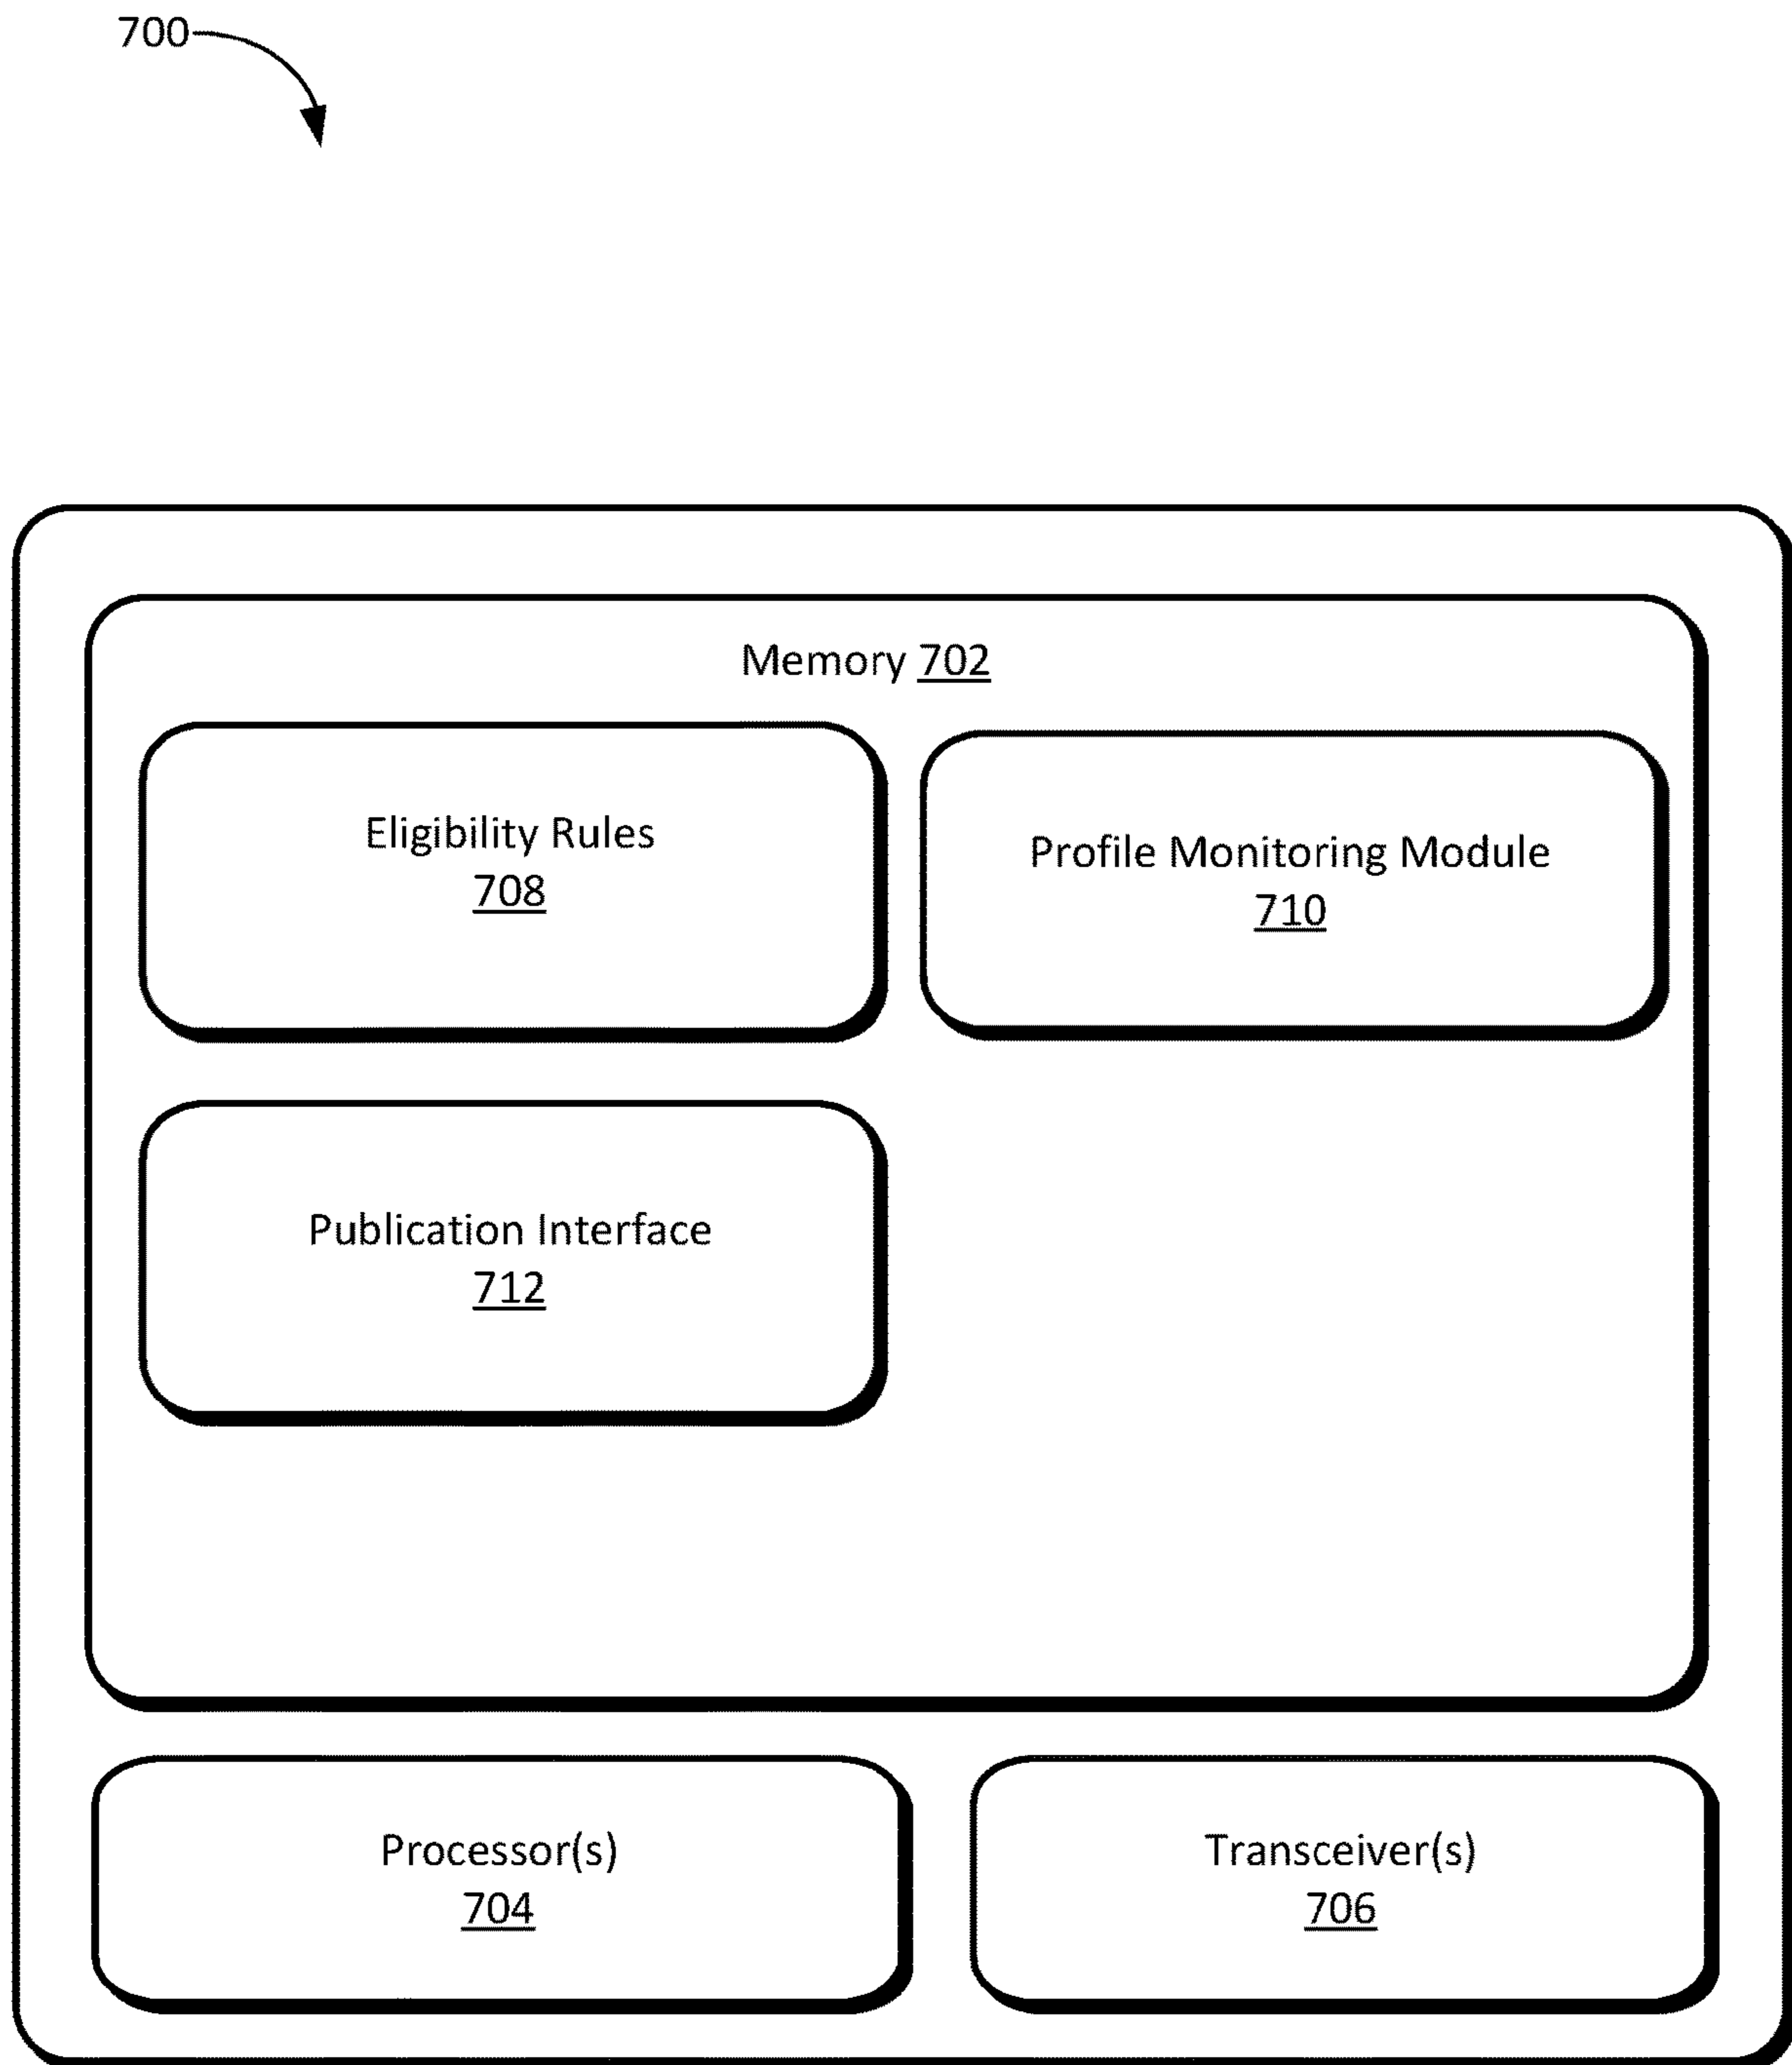 700
Memory 702
Eligibility Rules
708
Profile Monitoring Module
710
Publication Interface
712
Processor(s)
704
Transceiver(s)
706